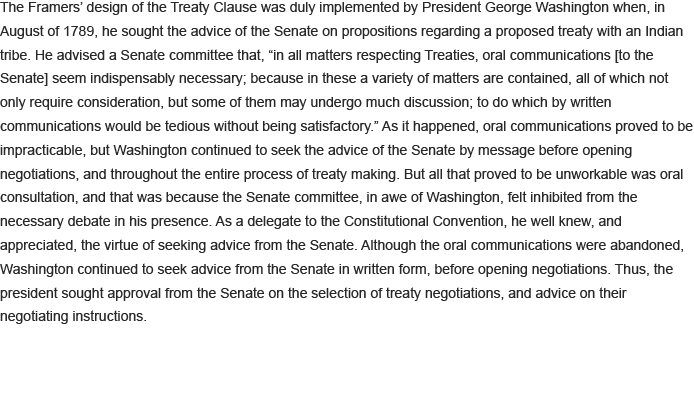 The Framers’ design of the Treaty Clause was duly implemented by President George Washington when, in
August of 1789, he sought the advice of the Senate on propositions regarding a proposed treaty with an Indian
tribe. He advised a Senate committee that, “in all matters respecting Treaties, oral communications [to the
Senate] seem indispensably necessary; because in these a variety of matters are contained, all of which not
only require consideration, but some of them may undergo much discussion; to do which by written
communications would be tedious without being satisfactory.” As it happened, oral communications proved to be
impracticable, but Washington continued to seek the advice of the Senate by message before opening
negotiations, and throughout the entire process of treaty making. But all that proved to be unworkable was oral
consultation, and that was because the Senate committee, in awe of Washington, felt inhibited from the
necessary debate in his presence. As a delegate to the Constitutional Convention, he well knew, and
appreciated, the virtue of seeking advice from the Senate. Although the oral communications were abandoned,
Washington continued to seek advice from the Senate in written form, before opening negotiations. Thus, the
president sought approval from the Senate on the selection of treaty negotiations, and advice on their
negotiating instructions.